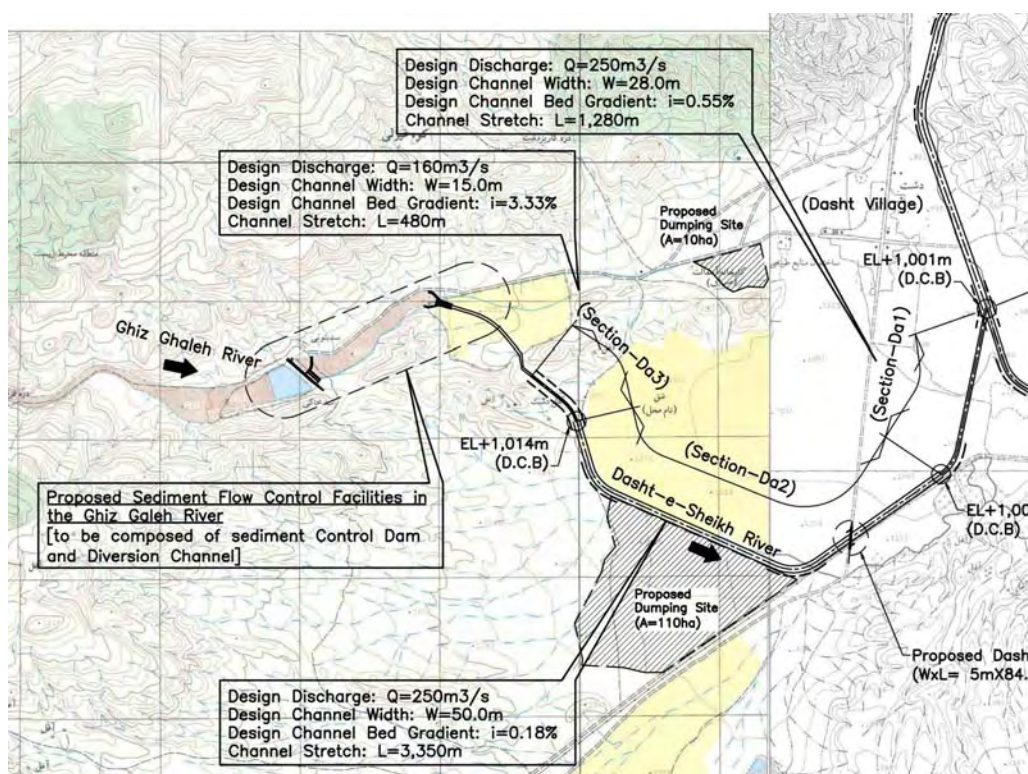 Design Discharge: Q=250m3/s
Design Channel Width: W=28.0m
Design Channel Bed Gradient: i=0.55%
Channel Stretch: L=1,280m
Design Discharge: Q=160m3/s
Design Channel Width: W=15.0m
Design Channel Bed Gradient: i=3.33%
Channel Stretch: L=480m
Proposed
Dumping Site
(A=10ha)
دشت
(Dasht Village)
EL+1,001m
(D.C.B)
Ghiz Ghaleh River
(Section-Da3)
(Section-Da1)
EL+1,014m
(D.C.B)
(Section-Da2)
Proposed Sediment Flow Control Facilities in
the Ghiz Galeh River
[to be composed of sediment Control Dam
and Diversion Channel]
Dasht-e-Sheikh River
EL+1,00
(D.C.B)
Proposed
Dumping Site
(A=110ha)
Proposed Dash
(WxL= 5mX84.
Design Discharge: Q=250m3/s
Design Channel Width: W=50.0m
Design Channel Bed Gradient: i=0.18%
Channel Stretch: L=3,350m